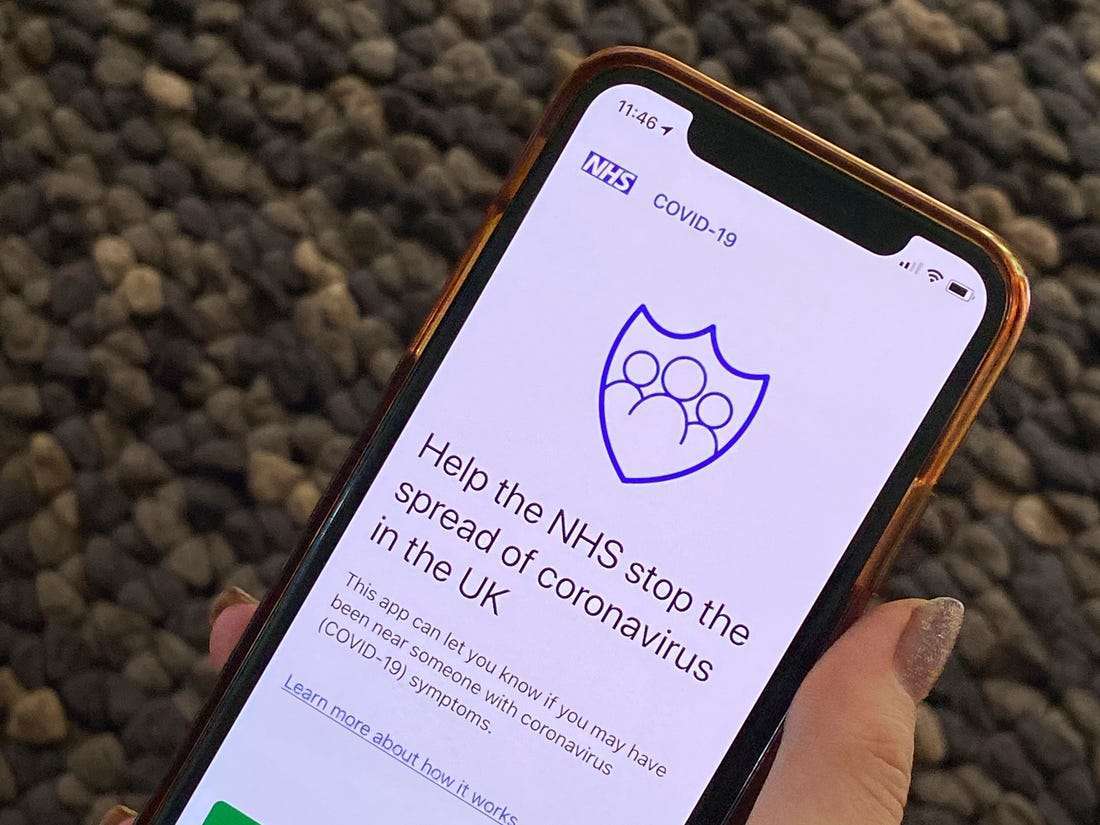 11:46
NHS
COVID-19
Help the NHS stop the
spread of coronavirus
in the UK
This app can let you know if you may have
been near someone with coronavirus
(COVID-19) symptoms.
Learn more about how it works.